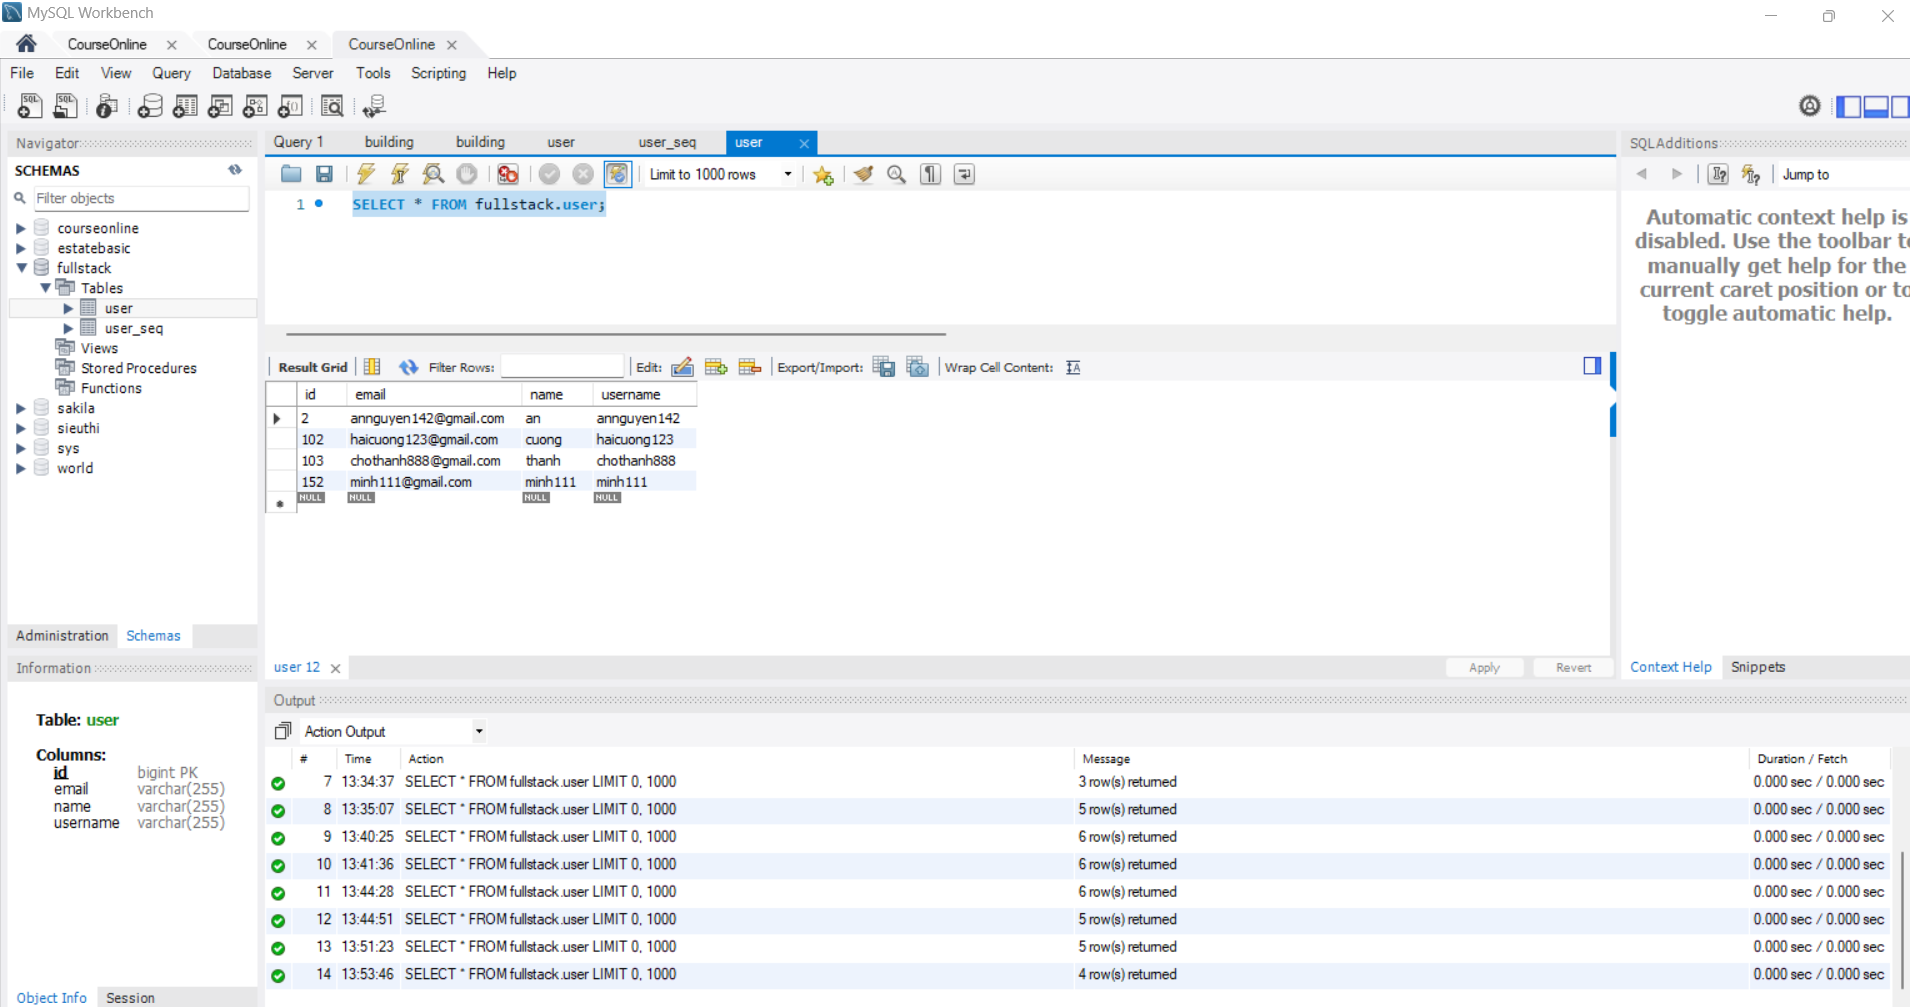 MySQL Workbench
CourseOnline CourseOnline CourseOnline
File Edit View Query Database Server Tools Scripting Help
Navigator
SCHEMAS
Filter objects
courseonline
estatebasic
fullstack
Tables
user
user_seq
Views
Stored Procedures
Functions
sakila
sieuthi
sys
world
Administration Schemas
Information
Table: user
Columns:
id bigint PK
email varchar(255)
name varchar(255)
username varchar(255)
Object Info Session
Query 1 building building user user_seq user
Limit to 1000 rows
1 SELECT * FROM fullstack.user;
Result Grid Filter Rows: Edit: Export/Import: Wrap Cell Content:
id email name username
2 annguyen142@gmail.com an annguyen142
102 haicuong123@gmail.com cuong haicuong123
103 chothanh888@gmail.com thanh chothanh888
152 minh111@gmail.com minh111 minh111
NULL NULL NULL NULL
user 12 Apply Revert
Output
Action Output
# Time Action Message Duration / Fetch
7 13:34:37 SELECT * FROM fullstack.user LIMIT 0, 1000 3 row(s) returned 0.000 sec / 0.000 sec
8 13:35:07 SELECT * FROM fullstack.user LIMIT 0, 1000 5 row(s) returned 0.000 sec / 0.000 sec
9 13:40:25 SELECT * FROM fullstack.user LIMIT 0, 1000 6 row(s) returned 0.000 sec / 0.000 sec
10 13:41:36 SELECT * FROM fullstack.user LIMIT 0, 1000 6 row(s) returned 0.000 sec / 0.000 sec
11 13:44:28 SELECT * FROM fullstack.user LIMIT 0, 1000 6 row(s) returned 0.000 sec / 0.000 sec
12 13:44:51 SELECT * FROM fullstack.user LIMIT 0, 1000 5 row(s) returned 0.000 sec / 0.000 sec
13 13:51:23 SELECT * FROM fullstack.user LIMIT 0, 1000 5 row(s) returned 0.000 sec / 0.000 sec
14 13:53:46 SELECT * FROM fullstack.user LIMIT 0, 1000 4 row(s) returned 0.000 sec / 0.000 sec
SQLAdditions
Jump to
Automatic context help is
disabled. Use the toolbar to
manually get help for the
current caret position or to
toggle automatic help.
Context Help Snippets